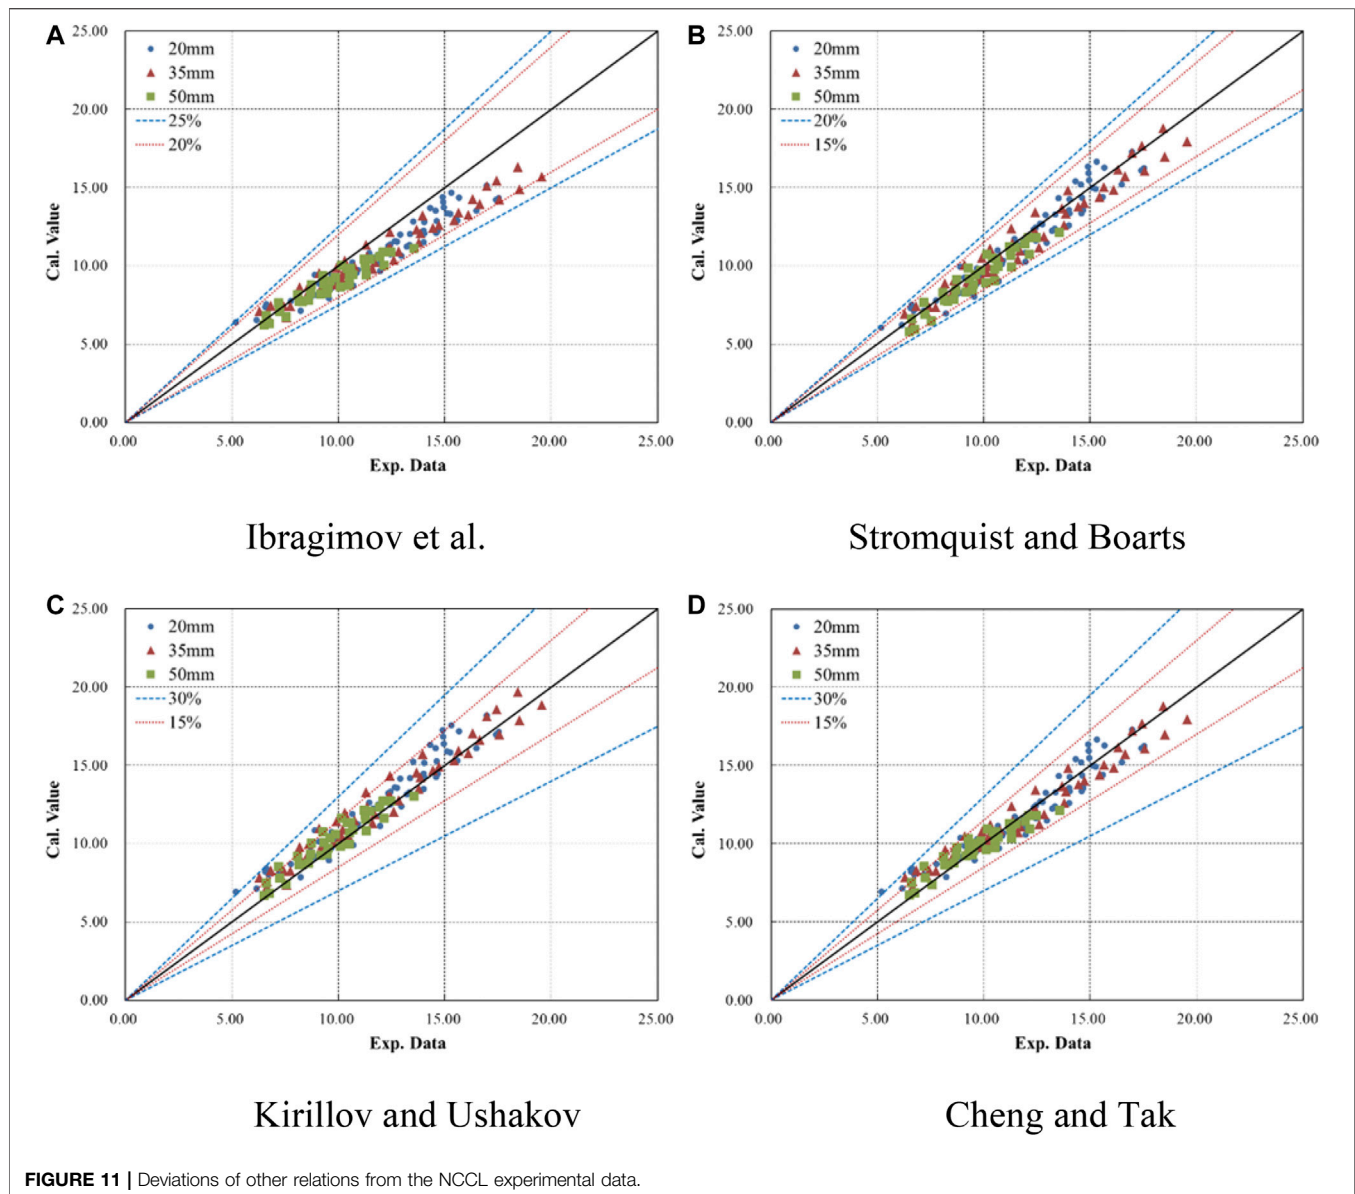 A
25.00
20.00
15.00
10.00
5.00
0.00
Cal. Value
20mm
35mm
50mm
25%
20%
0.00 5.00 10.00 15.00 20.00 25.00
Exp. Data
Ibragimov et al.
B
25.00
20.00
15.00
10.00
5.00
0.00
Cal. Value
20mm
35mm
50mm
20%
15%
0.00 5.00 10.00 15.00 20.00 25.00
Exp. Data
Stromquist and Boarts
C
25.00
20.00
15.00
10.00
5.00
0.00
Cal. Value
20mm
35mm
50mm
30%
15%
0.00 5.00 10.00 15.00 20.00 25.00
Exp. Data
Kirillov and Ushakov
D
25.00
20.00
15.00
10.00
5.00
0.00
Cal. Value
20mm
35mm
50mm
30%
15%
0.00 5.00 10.00 15.00 20.00 25.00
Exp. Data
Cheng and Tak
FIGURE 11 | Deviations of other relations from the NCCL experimental data.